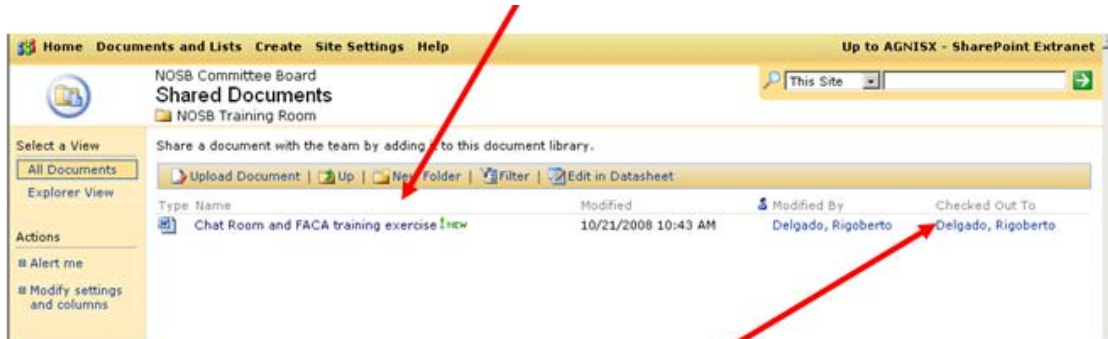 Home Documents and Lists Create Site Settings Help Up to AGNISX - SharePoint Extranet
NOSB Committee Board
Shared Documents
NOSB Training Room
This Site
Select a View
All Documents
Explorer View
Actions
Alert me
Modify settings
and columns
Share a document with the team by adding it to this document library.
Upload Document | Up | New Folder | Filter | Edit in Datasheet
Type Name Modified Modified By Checked Out To
Chat Room and FACA training exercise ! new 10/21/2008 10:43 AM Delgado, Rigoberto Delgado, Rigoberto